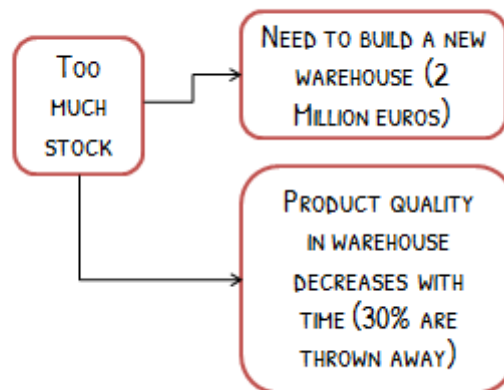 Too
much
stock
Need to build a new
warehouse (2
Million euros)
Product quality
in warehouse
decreases with
time (30% are
thrown away)